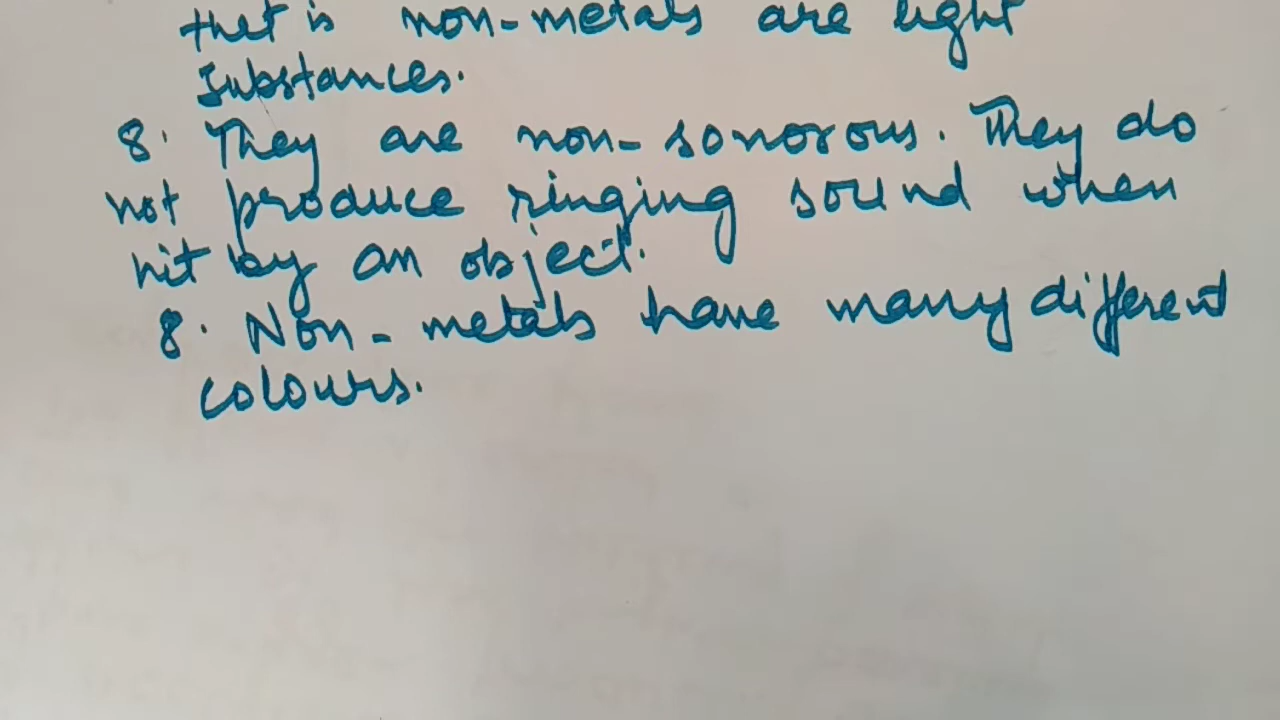 that is non-metals are light
substances.
8. They are non-sonorous. They do
not produce ringing sound when
hit by an object.
8. Non-metals have many different
colours.